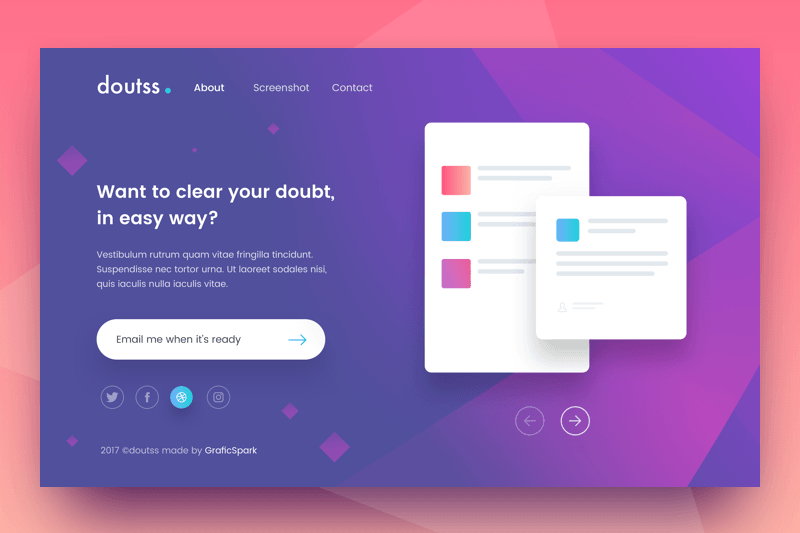 doutss.
About
Screenshot
Contact
Want to clear your doubt,
in easy way?
Vestibulum rutrum quam vitae fringilla tincidunt.
Suspendisse nec tortor urna. Ut laoreet sodales nisi,
quis iaculis nulla iaculis vitae.
Email me when it's ready
2017 ©doutss made by GraficSpark